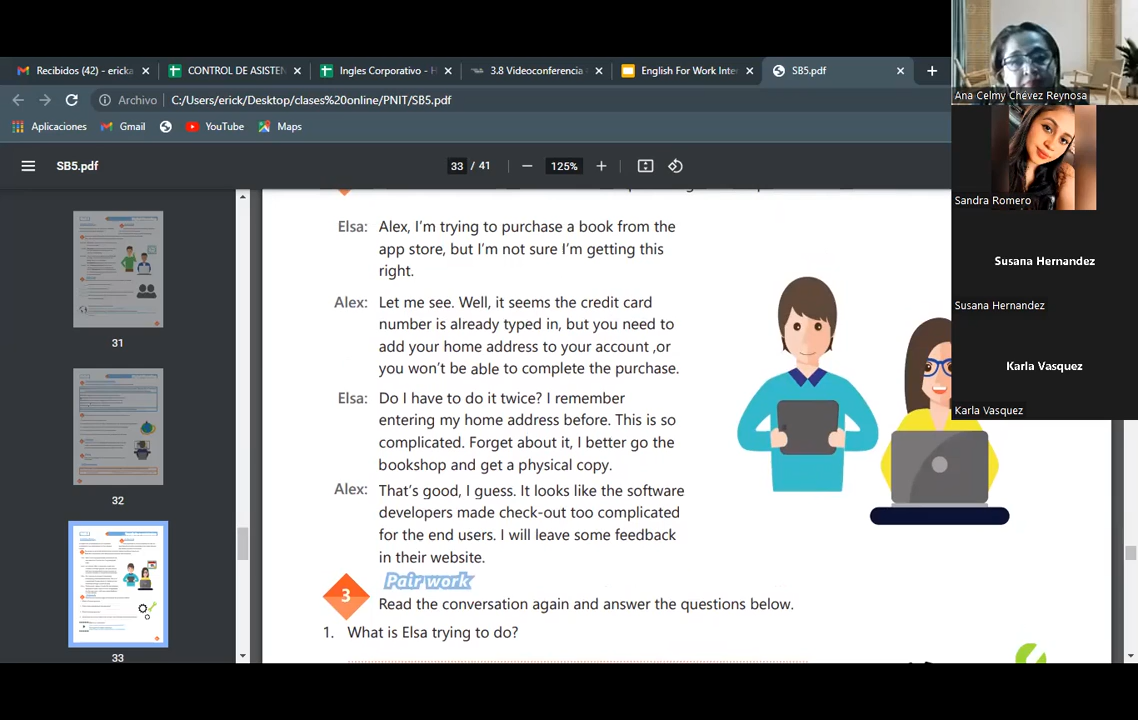 Recibidos (42) - ericka
CONTROL DE ASISTEN
Ingles Corporativo - H
3.8 Videoconferencia
English For Work Inter
SB5.pdf
Archivo
C:/Users/erick/Desktop/clases%20online/PNIT/SB5.pdf
Aplicaciones
Gmail
YouTube
Maps
SB5.pdf
33 / 41
125%
31
32
33
Elsa: Alex, I'm trying to purchase a book from the
app store, but I'm not sure I'm getting this
right.
Alex: Let me see. Well, it seems the credit card
number is already typed in, but you need to
add your home address to your account ,or
you won't be able to complete the purchase.
Elsa: Do I have to do it twice? I remember
entering my home address before. This is so
complicated. Forget about it, I better go the
bookshop and get a physical copy.
Alex: That's good, I guess. It looks like the software
developers made check-out too complicated
for the end users. I will leave some feedback
in their website.
Pair work
3
Read the conversation again and answer the questions below.
1. What is Elsa trying to do?
Ana Celmy Chévez Reynosa
Sandra Romero
Susana Hernandez
Susana Hernandez
Karla Vasquez
Karla Vasquez